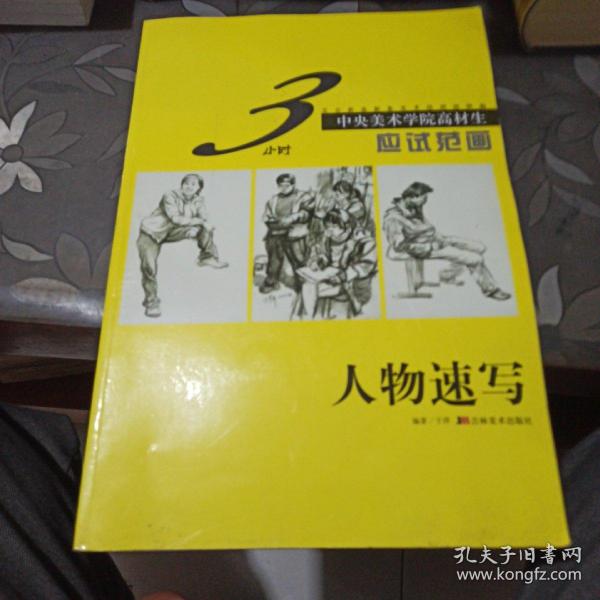 3
小时
中央美术学院高材生
应试范画
人物速写
吉林美术出版社
孔夫子旧书网
www.kongfz.com